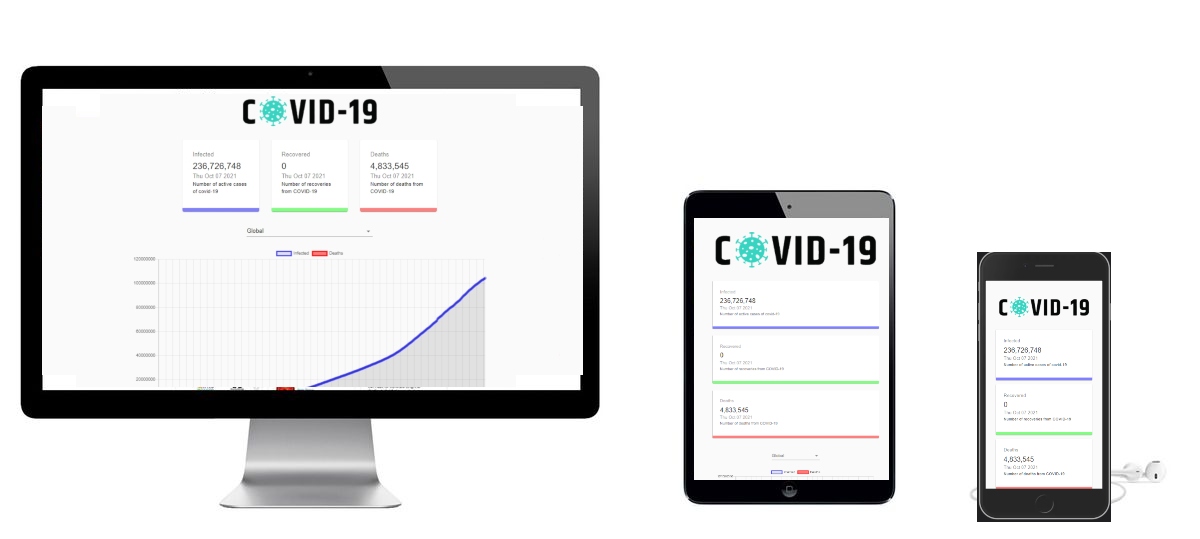 COVID-19
Infected
236,726,748
Thu Oct 07 2021
Number of active cases
of covid-19
Recovered
0
Thu Oct 07 2021
Number of recoveries
from COVID-19
Deaths
4,833,545
Thu Oct 07 2021
Number of deaths from
COVID-19
Global
Infected Deaths
100000000
80000000
60000000
40000000
20000000
COVID-19
Infected
236,726,748
Thu Oct 07 2021
Number of active cases of covid-19
Recovered
0
Thu Oct 07 2021
Number of recoveries from COVID-19
Deaths
4,833,545
Thu Oct 07 2021
Number of deaths from COVID-19
Global
Infected Deaths
COVID-19
Infected
236,726,748
Thu Oct 07 2021
Number of active cases of covid-19
Recovered
0
Thu Oct 07 2021
Number of recoveries from COVID-19
Deaths
4,833,545
Thu Oct 07 2021
Number of deaths from COVID-19